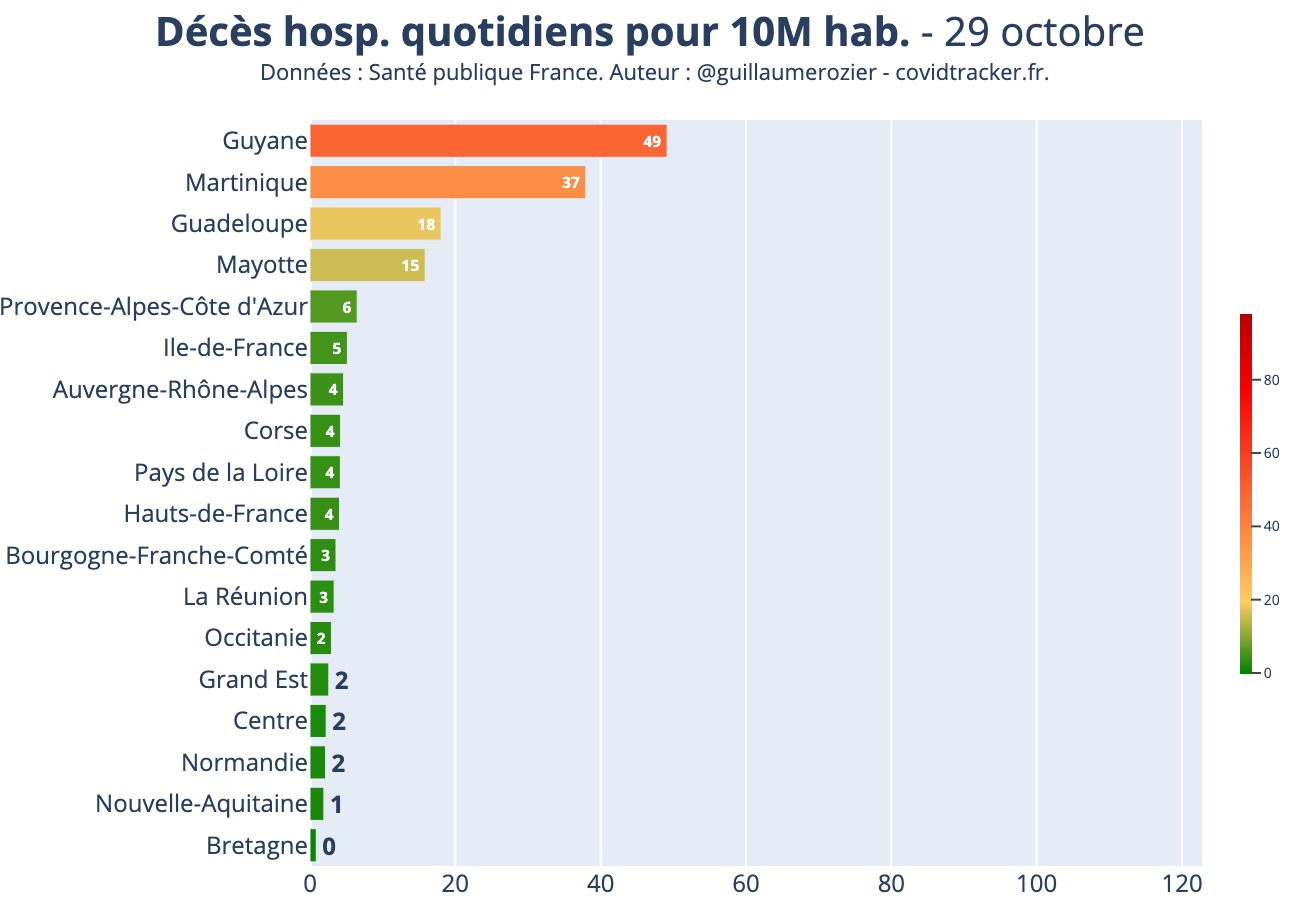 Décès hosp. quotidiens pour 10M hab. - 29 octobre
Données : Santé publique France. Auteur : @guillaumerozier - covidtracker.fr.
Guyane 49
Martinique 37
Guadeloupe 18
Mayotte 15
Provence-Alpes-Côte d'Azur 6
Ile-de-France 5
Auvergne-Rhône-Alpes 4
Corse 4
Pays de la Loire 4
Hauts-de-France 4
Bourgogne-Franche-Comté 3
La Réunion 3
Occitanie 2
Grand Est 2
Centre 2
Normandie 2
Nouvelle-Aquitaine 1
Bretagne 0
0 20 40 60 80 100 120
80
60
40
20
0